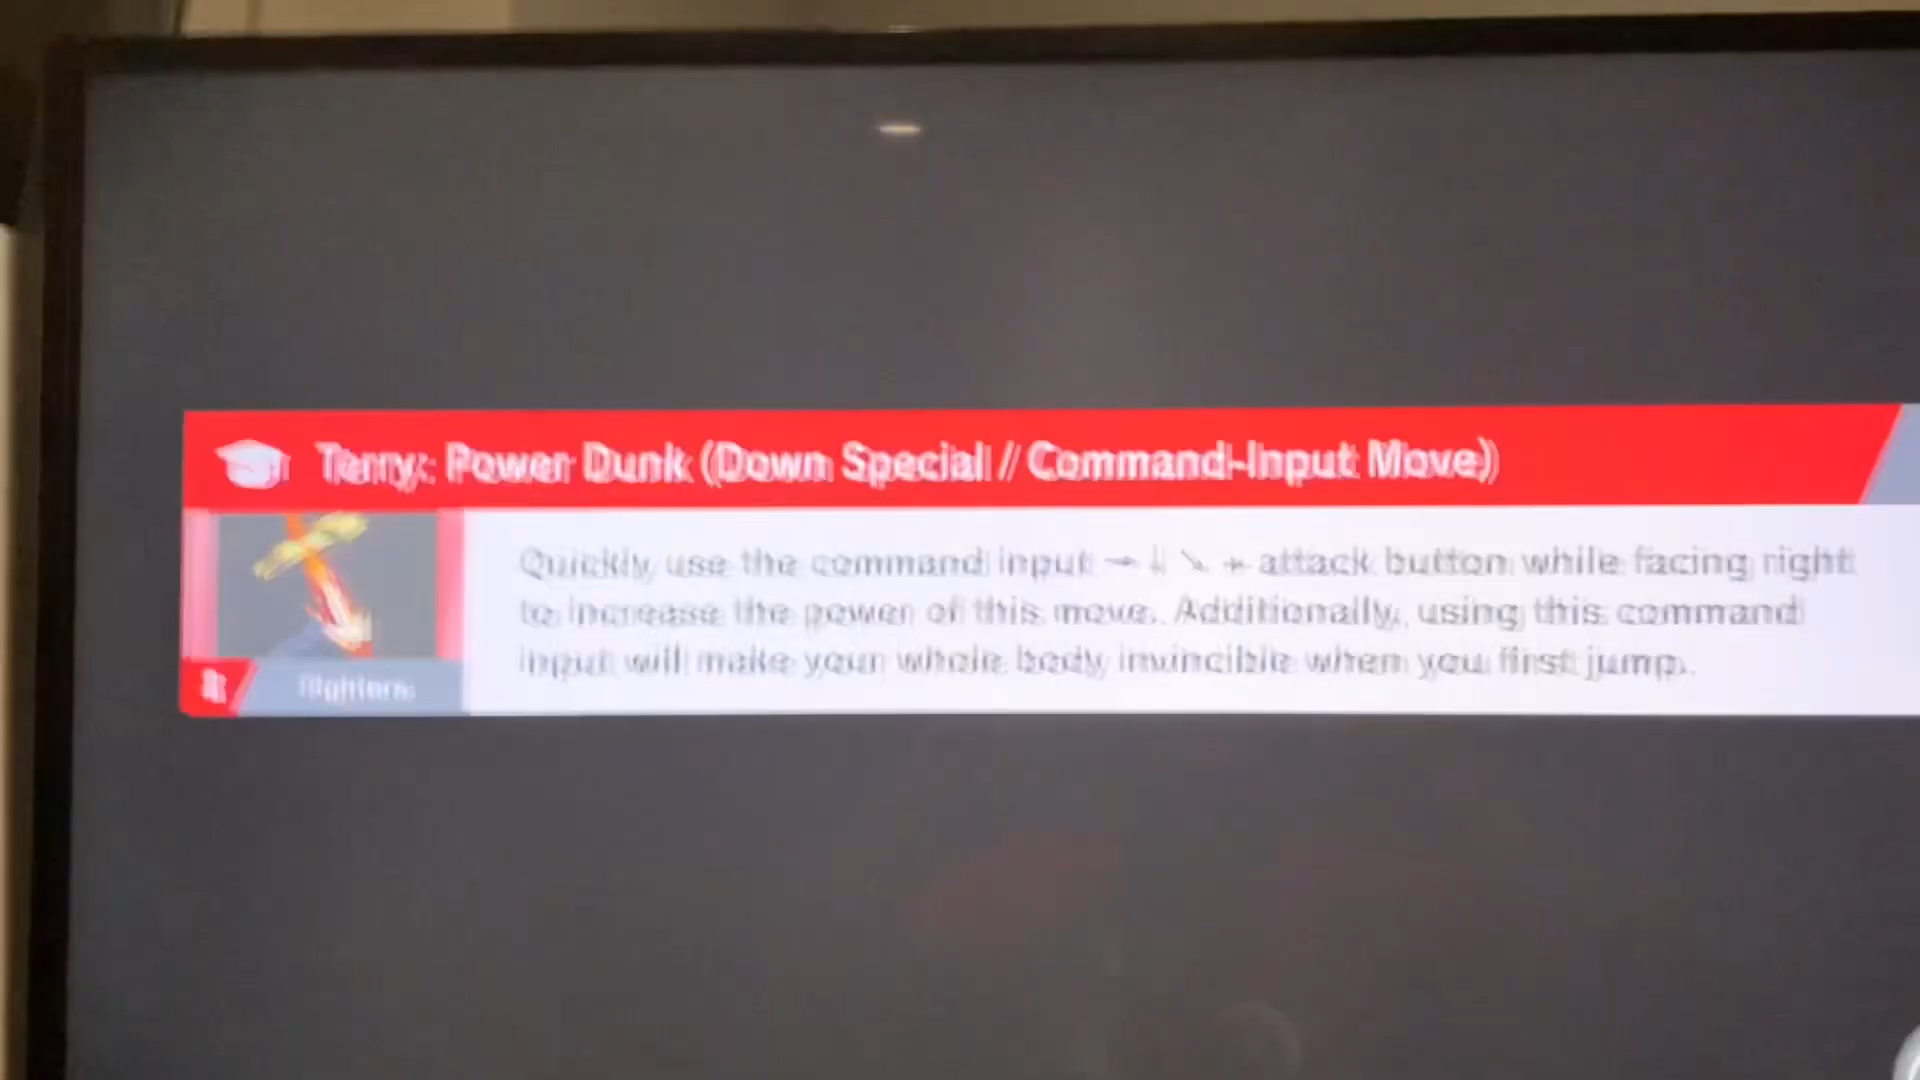 Terry: Power Dunk (Down Special / Command-Input Move)
Quickly use the command input → ↓ ↘ + attack button while facing right
to increase the power of this move. Additionally, using this command
input will make your whole body invincible when you first jump.
Fighters